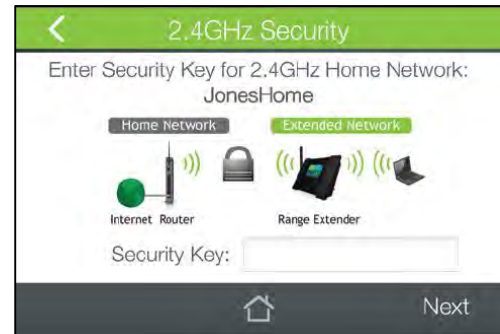 2.4GHz Security
Enter Security Key for 2.4GHz Home Network:
JonesHome
Home Network Extended Network
Internet Router Range Extender
Security Key:
Next